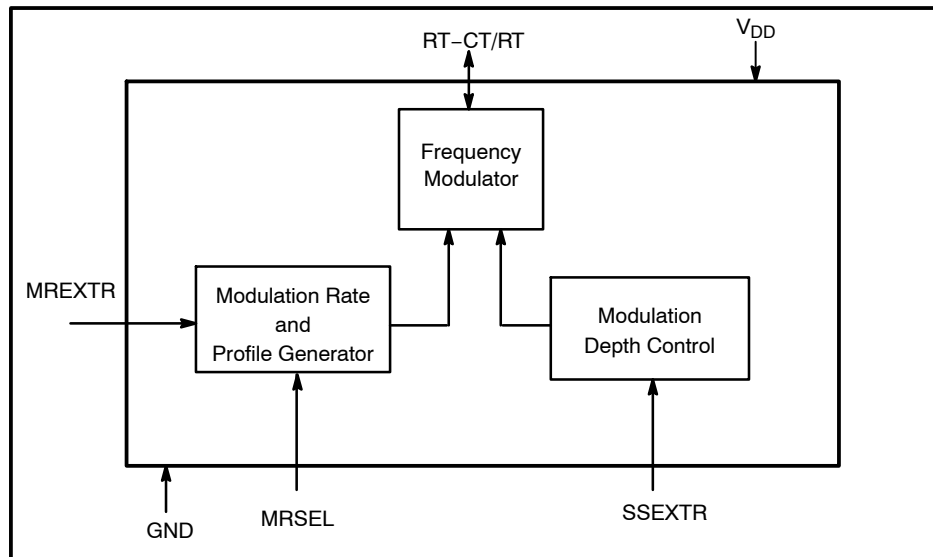 RT–CT/RT
VDD
Frequency
Modulator
MREXTR
Modulation Rate
and
Profile Generator
Modulation
Depth Control
GND
MRSEL
SSEXTR